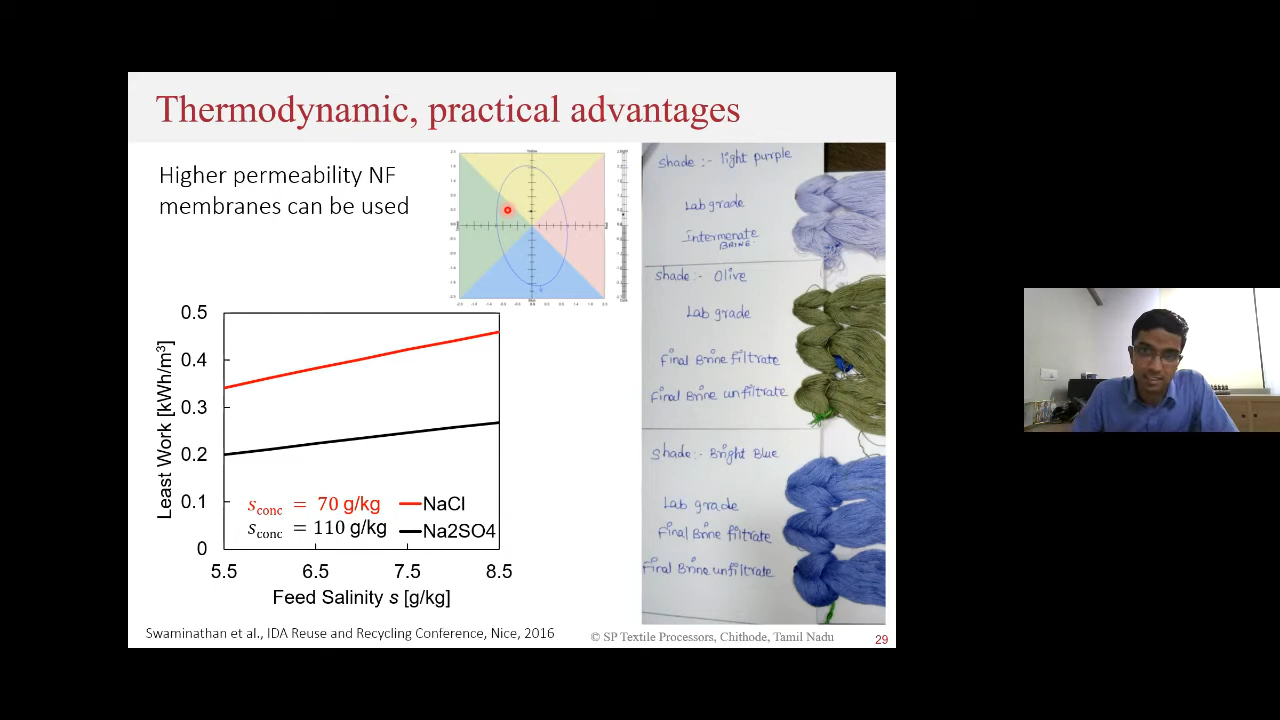 Thermodynamic, practical advantages
Higher permeability NF
membranes can be used
0.5
0.4
0.3
0.2
0.1
0
Least Work [kWh/m³]
sconc = 70 g/kg
sconc = 110 g/kg
NaCl
Na2SO4
5.5 6.5 7.5 8.5
Feed Salinity s [g/kg]
Shade :- light purple
Lab grade
Intermenate
BRINE
Shade :- Olive
Lab grade
Final Brine filtrate
Final Brine unfiltrate
Shade :- Bright Blue
Lab grade
Final Brine filtrate
Final Brine unfiltrate
Swaminathan et al., IDA Reuse and Recycling Conference, Nice, 2016
© SP Textile Processors, Chithode, Tamil Nadu
29